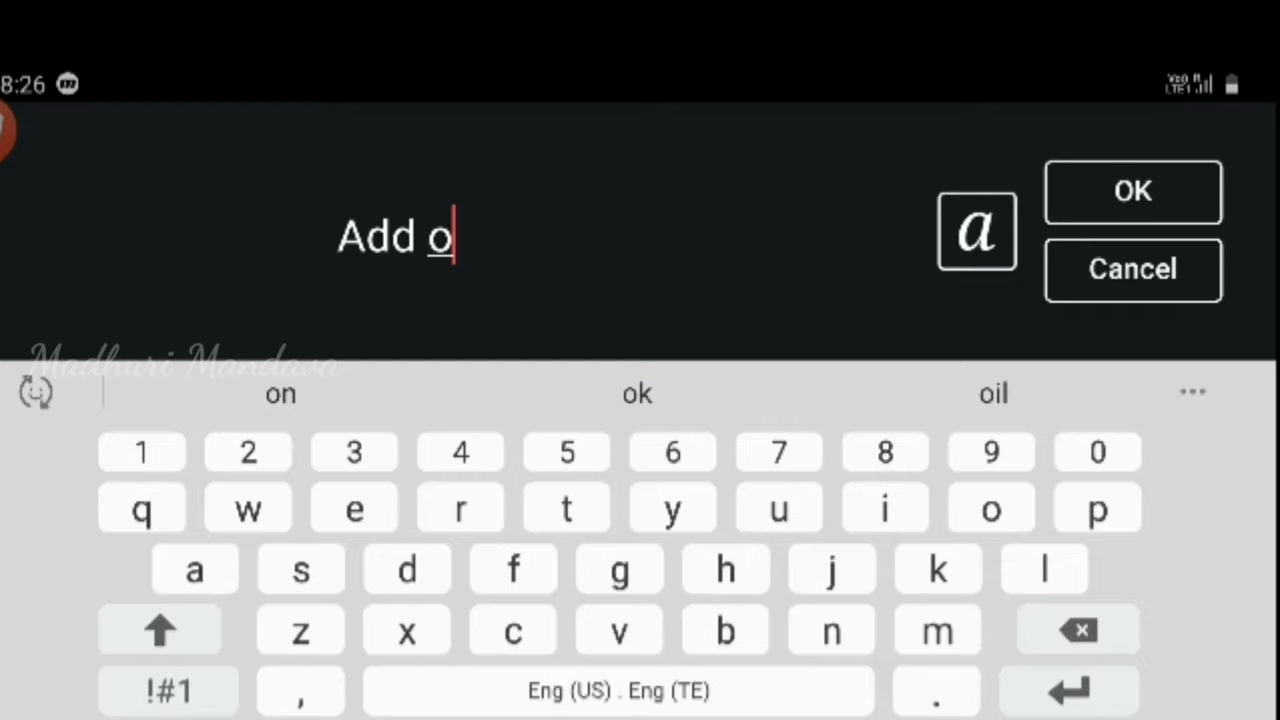 8:26
Add o
a
OK
Cancel
Madhuri Mandava
on ok oil
1 2 3 4 5 6 7 8 9 0
q w e r t y u i o p
a s d f g h j k l
z x c v b n m
!#1 , Eng (US) . Eng (TE) .